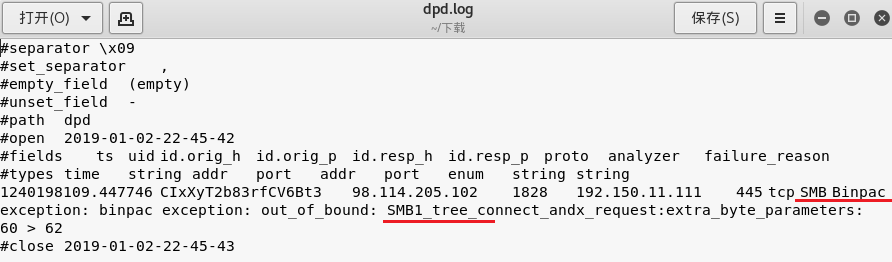 打开(O)
dpd.log
~/下载
保存(S)
#separator \x09
#set_separator ,
#empty_field (empty)
#unset_field -
#path dpd
#open 2019-01-02-22-45-42
#fields ts uid id.orig_h id.orig_p id.resp_h id.resp_p proto analyzer failure_reason
#types time string addr port addr port enum string string
1240198109.447746 CIxXyT2b83rfCV6Bt3 98.114.205.102 1828 192.150.11.111 445 tcp SMB Binpac
exception: binpac exception: out_of_bound: SMB1_tree_connect_andx_request:extra_byte_parameters:
60 > 62
#close 2019-01-02-22-45-43